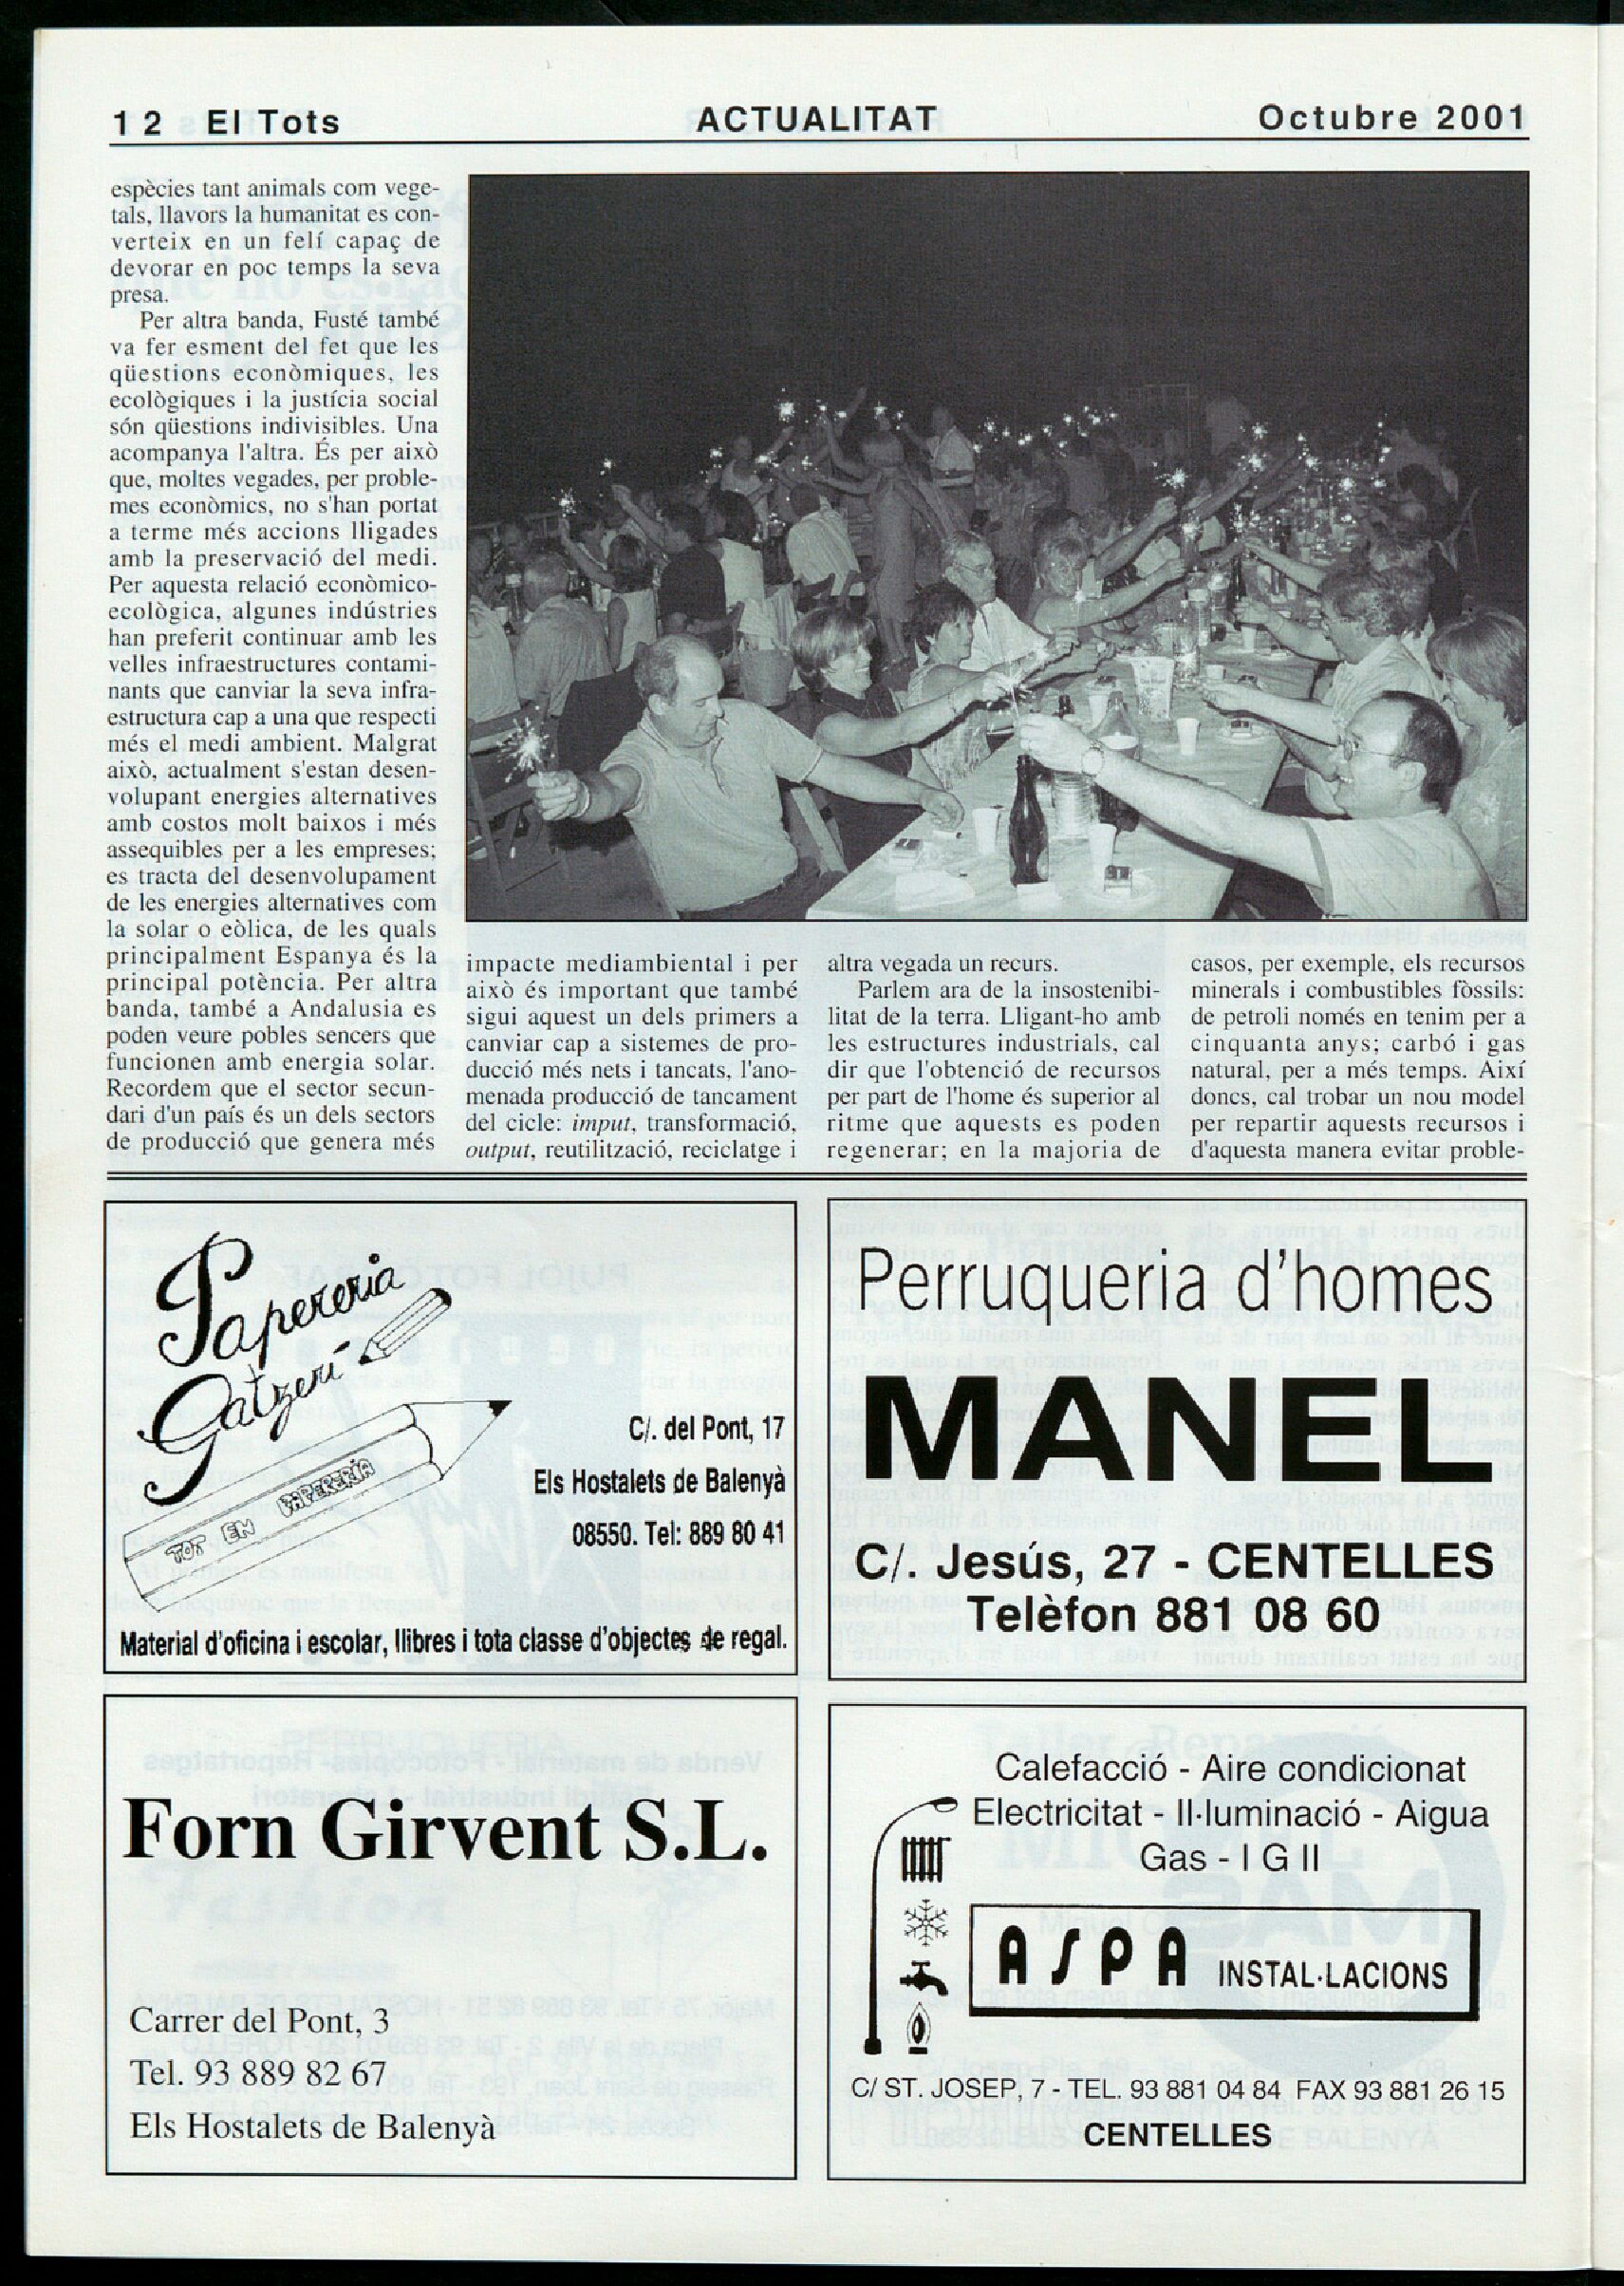 12 El Tots
ACTUALITAT
Octubre 2001
espècies tant animals com vege-
tals, llavors la humanitat es con-
verteix en un felí capaç de
devorar en poc temps la seva
presa.
Per altra banda, Fusté també
va fer esment del fet que les
qüestions econòmiques, les
ecològiques i la justícia social
són qüestions indivisibles. Una
acompanya l'altra. És per això
que, moltes vegades, per proble-
mes econòmics, no s'han portat
a terme més accions lligades
amb la preservació del medi.
Per aquesta relació econòmico-
ecològica, algunes indústries
han preferit continuar amb les
velles infraestructures contami-
nants que canviar la seva infra-
estructura cap a una que respecti
més el medi ambient. Malgrat
això, actualment s'estan desen-
volupant energies alternatives
amb costos molt baixos i més
assequibles per a les empreses;
es tracta del desenvolupament
de les energies alternatives com
la solar o eòlica, de les quals
principalment Espanya és la
principal potència. Per altra
banda, també a Andalusia es
poden veure pobles sencers que
funcionen amb energia solar.
Recordem que el sector secun-
dari d'un país és un dels sectors
de producció que genera més
impacte mediambiental i per
això és important que també
sigui aquest un dels primers a
canviar cap a sistemes de pro-
ducció més nets i tancats, l'ano-
menada producció de tancament
del cicle: imput, transformació,
output, reutilització, reciclatge i
altra vegada un recurs.
Parlem ara de la insostenibi-
litat de la terra. Lligant-ho amb
les estructures industrials, cal
dir que l'obtenció de recursos
per part de l'home és superior al
ritme que aquests es poden
regenerar; en la majoria de
casos, per exemple, els recursos
minerals i combustibles fòssils:
de petroli només en tenim per a
cinquanta anys; carbó i gas
natural, per a més temps. Així
doncs, cal trobar un nou model
per repartir aquests recursos i
d'aquesta manera evitar proble-
Papereria
Gatzerí
TOT EN PAPERERÍA
C/. del Pont, 17
Els Hostalets de Balenyà
08550. Tel: 889 80 41
Material d'oficina i escolar, llibres i tota classe d'objectes de regal.
Perruqueria d'homes
MANEL
C/. Jesús, 27 - CENTELLES
Telèfon 881 08 60
Forn Girvent S.L.
Carrer del Pont, 3
Tel. 93 889 82 67
Els Hostalets de Balenyà
Calefacció - Aire condicionat
Electricitat - Il·luminació - Aigua
Gas - I G II
ASPA INSTAL·LACIONS
C/ ST. JOSEP, 7 - TEL. 93 881 04 84 FAX 93 881 26 15
CENTELLES